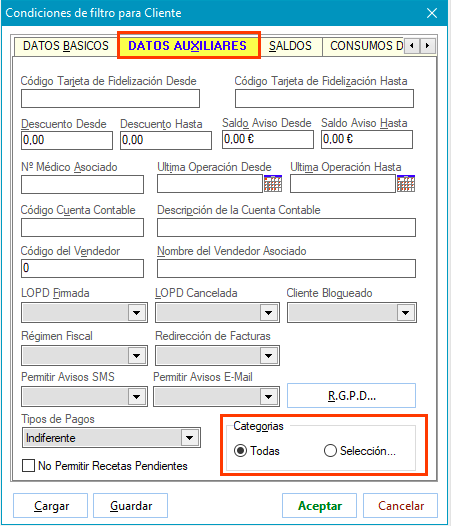 Condiciones de filtro para Cliente
DATOS BASICOS DATOS AUXILIARES SALDOS CONSUMOS D
Código Tarjeta de Fidelización Desde Código Tarjeta de Fidelización Hasta
Descuento Desde Descuento Hasta Saldo Aviso Desde Saldo Aviso Hasta
0,00 0,00 0,00 € 0,00 €
Nº Médico Asociado Ultima Operación Desde Ultima Operación Hasta
Código Cuenta Contable Descripción de la Cuenta Contable
Código del Vendedor Nombre del Vendedor Asociado
0
LOPD Firmada LOPD Cancelada Cliente Bloqueado
Régimen Fiscal Redirección de Facturas
Permitir Avisos SMS Permitir Avisos E-Mail
R.G.P.D...
Tipos de Pagos Categorias
Indiferente Todas Selección...
No Permitir Recetas Pendientes
Cargar Guardar Aceptar Cancelar